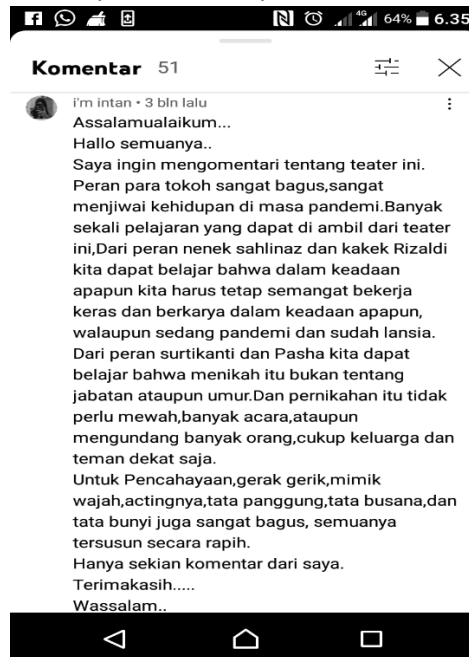 4G 64% 6.35
Komentar 51
i'm intan • 3 bln lalu
Assalamualaikum...
Hallo semuanya..
Saya ingin mengomentari tentang teater ini.
Peran para tokoh sangat bagus,sangat
menjiwai kehidupan di masa pandemi.Banyak
sekali pelajaran yang dapat di ambil dari teater
ini,Dari peran nenek sahlinaz dan kakek Rizaldi
kita dapat belajar bahwa dalam keadaan
apapun kita harus tetap semangat bekerja
keras dan berkarya dalam keadaan apapun,
walaupun sedang pandemi dan sudah lansia.
Dari peran surtikanti dan Pasha kita dapat
belajar bahwa menikah itu bukan tentang
jabatan ataupun umur.Dan pernikahan itu tidak
perlu mewah,banyak acara,ataupun
mengundang banyak orang,cukup keluarga dan
teman dekat saja.
Untuk Pencahayaan,gerak gerik,mimik
wajah,actingnya,tata panggung,tata busana,dan
tata bunyi juga sangat bagus, semuanya
tersusun secara rapih.
Hanya sekian komentar dari saya.
Terimakasih.....
Wassalam..